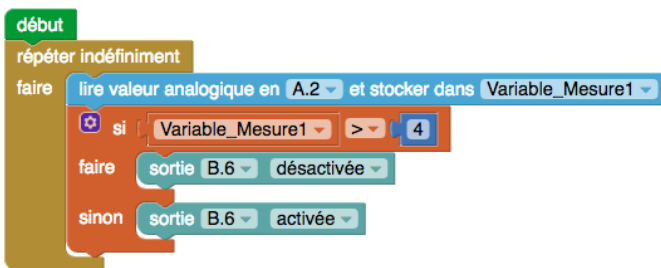 début
répéter indéfiniment
faire lire valeur analogique en A.2 et stocker dans Variable_Mesure1
si Variable_Mesure1 > 4
faire sortie B.6 désactivée
sinon sortie B.6 activée